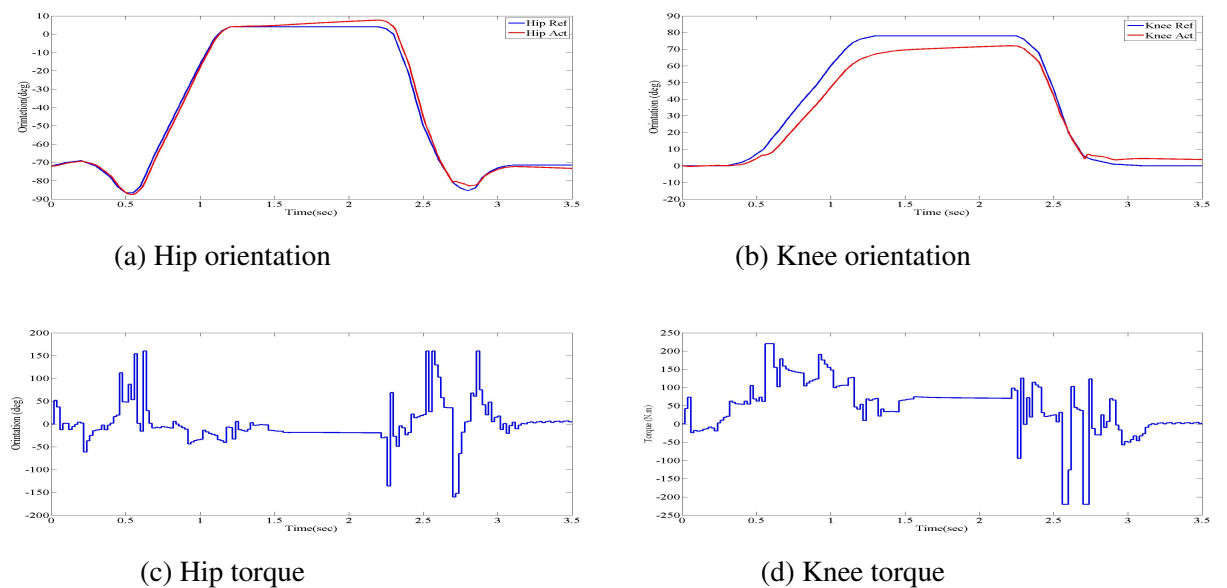 10
0
-10
-20
-30
-40
-50
-60
-70
-80
-90
Orintetion(deg)
Hip Ref
Hip Act
0 0.5 1 1.5 2 2.5 3 3.5
Time(sec)
(a) Hip orientation
90
80
70
60
50
40
30
20
10
0
-10
-20
Orintation (deg)
Knee Ref
Knee Act
0 0.5 1 1.5 2 2.5 3 3.5
Time (sec)
(b) Knee orientation
200
150
100
50
0
-50
-100
-150
-200
Orientation (deg)
0 0.5 1 1.5 2 2.5 3 3.5
Time(sec)
(c) Hip torque
250
200
150
100
50
0
-50
-100
-150
-200
-250
Torque (N.m)
0 0.5 1 1.5 2 2.5 3 3.5
Time(sec)
(d) Knee torque